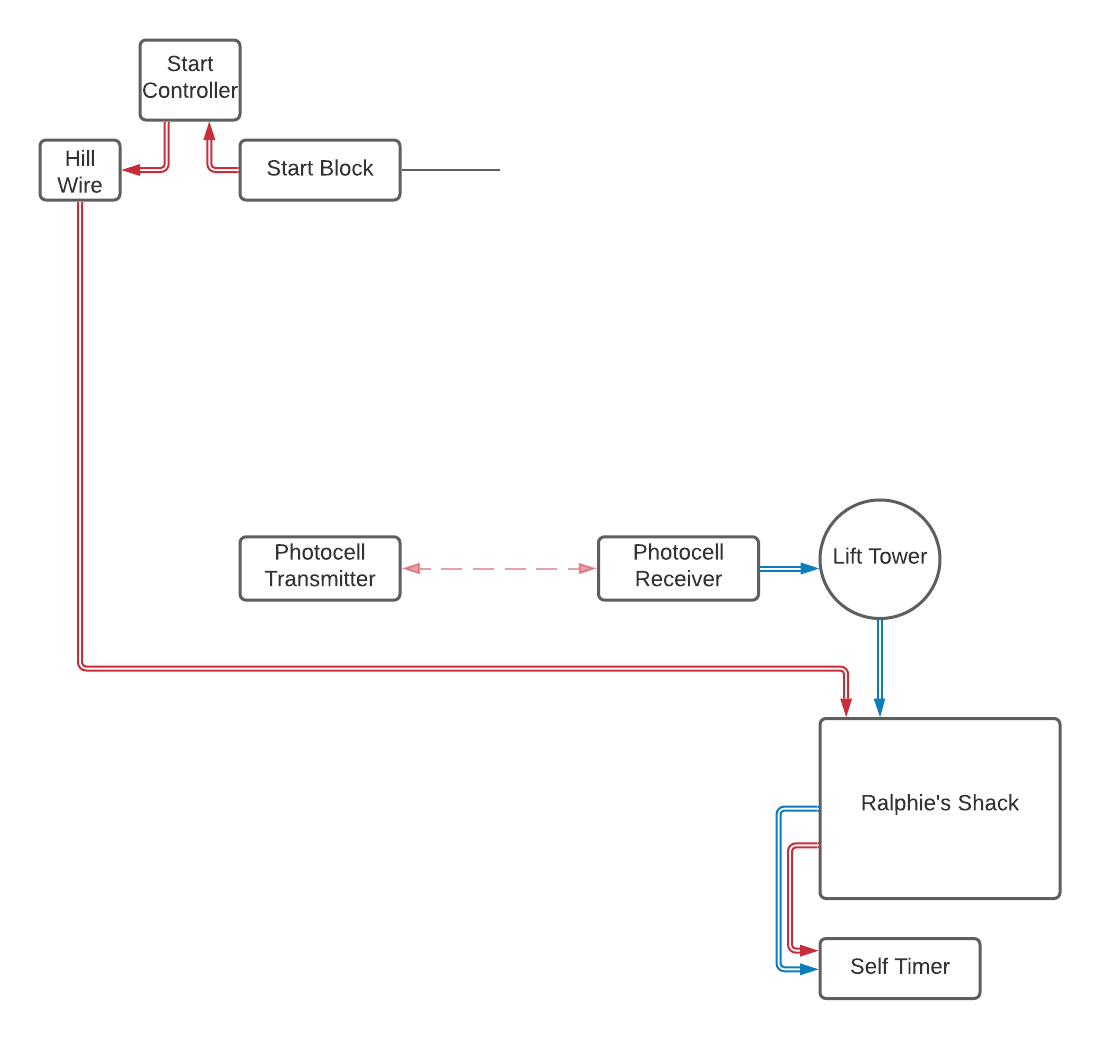 Start
Controller
Hill
Wire
Start Block
Photocell
Transmitter
Photocell
Receiver
Lift Tower
Ralphie's Shack
Self Timer